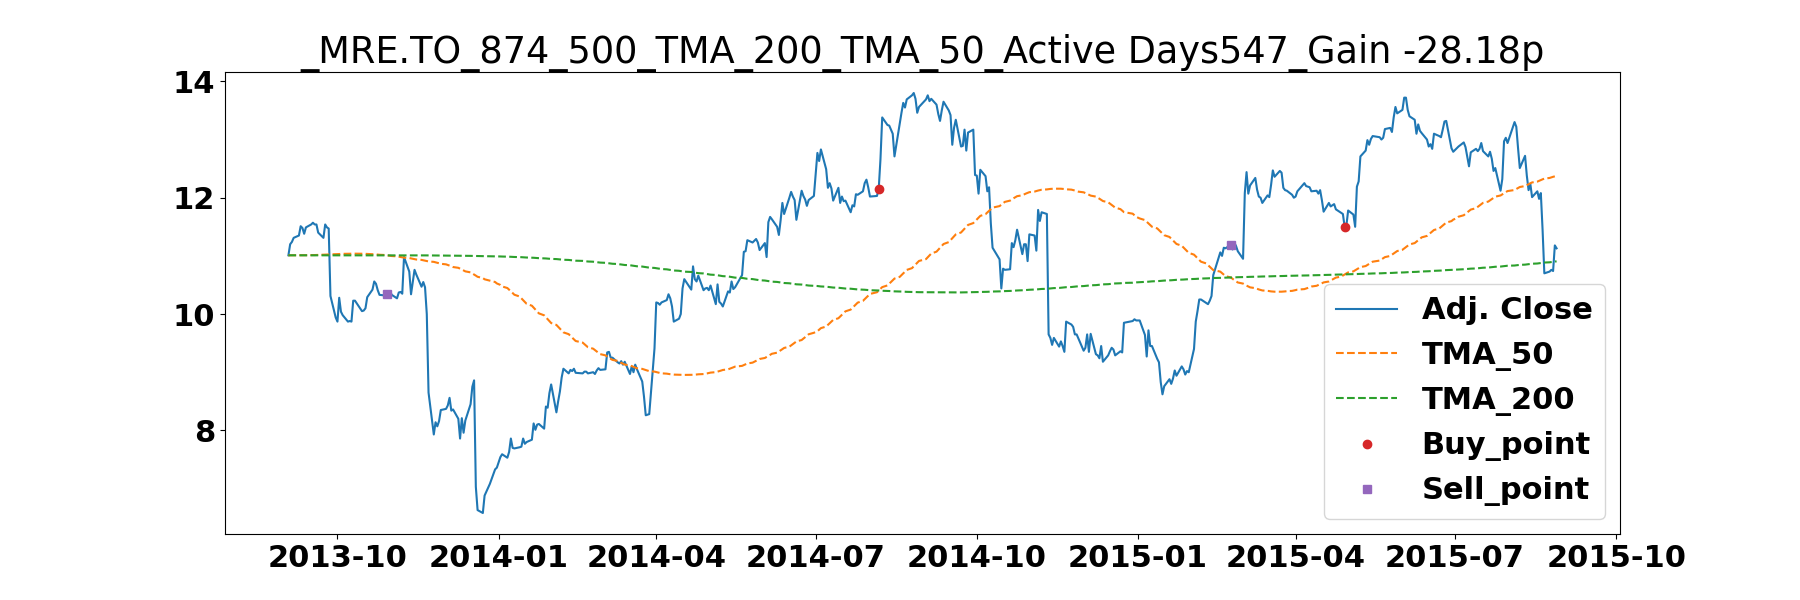 _MRE.TO_874_500_TMA_200_TMA_50_Active Days547_Gain -28.18p
14
12
10
8
Adj. Close
TMA_50
TMA_200
Buy_point
Sell_point
2013-10 2014-01 2014-04 2014-07 2014-10 2015-01 2015-04 2015-07 2015-10